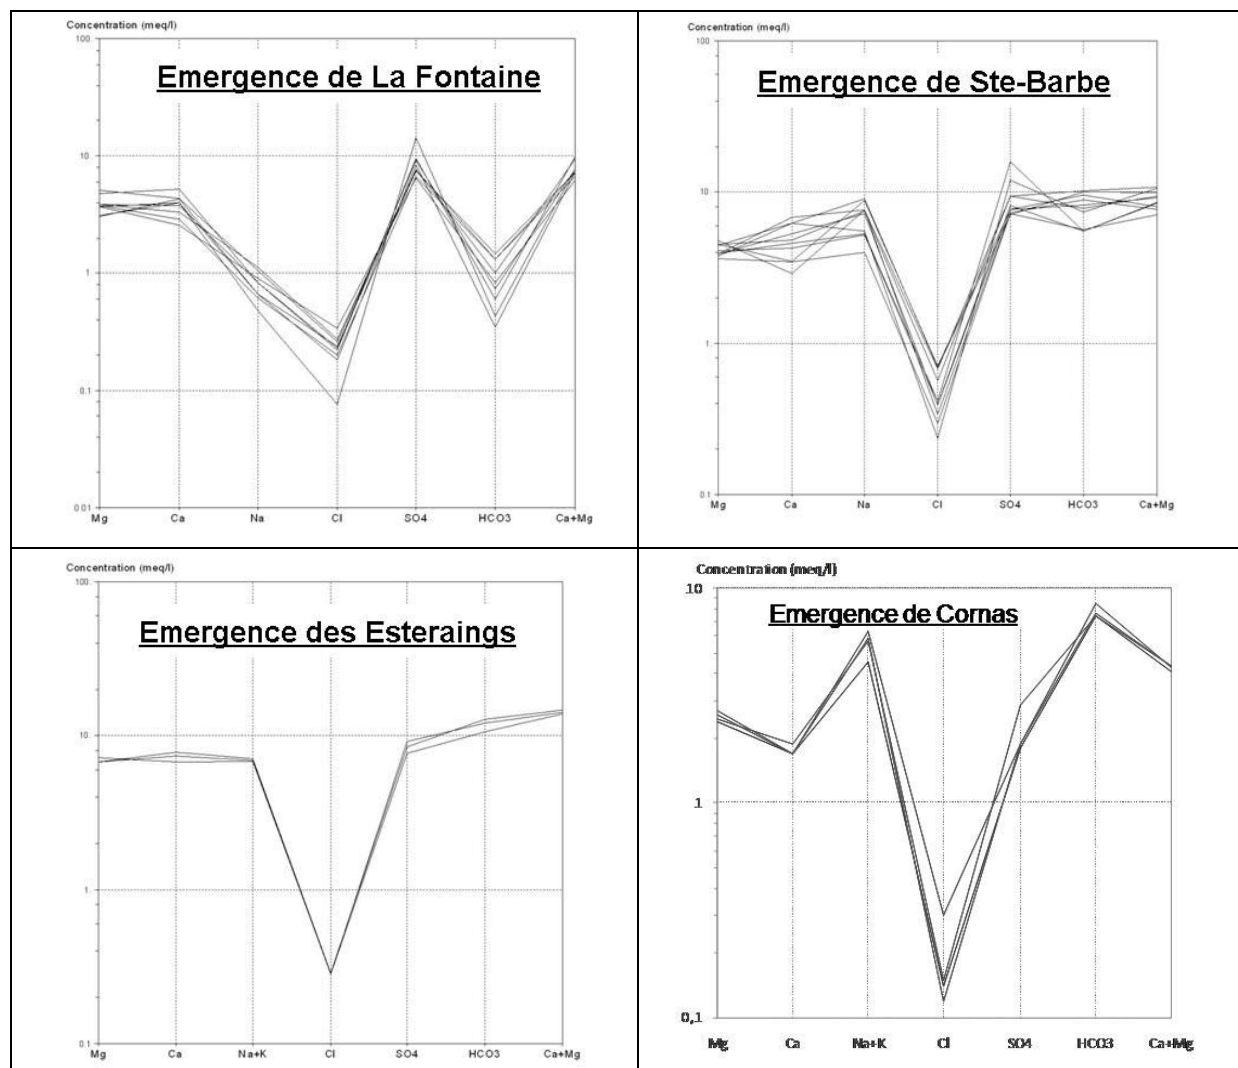 Concentration (meq/l)
100
Emergence de La Fontaine
10.
1.
0.1
0.01
Mg Ca Na Cl SO4 HCO3 Ca+Mg
Concentration (meq/l)
100
Emergence de Ste-Barbe
10
1.
0.1
Mg Ca Na Cl SO4 HCO3 Ca+Mg
Concentration (meq/l)
100.
Emergence des Esteraings
10.
1.
0.1
Mg Ca Na+K Cl SO4 HCO3 Ca+Mg
Concentration (meq/l)
10
Emergence de Cornas
1
0,1
Mg Ca Na+K Cl SO4 HCO3 Ca+Mg